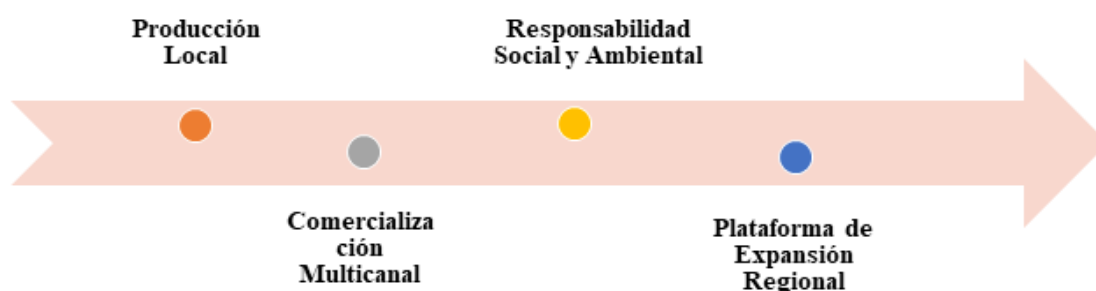 Producción
Local
Comercializa
ción
Multicanal
Responsabilidad
Social y Ambiental
Plataforma de
Expansión
Regional